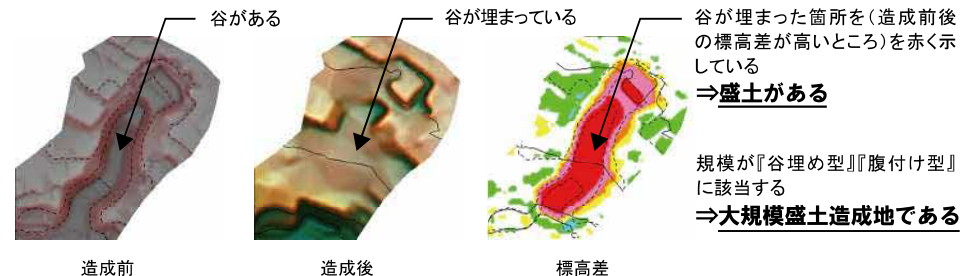 谷がある
谷が埋まっている
谷が埋まった箇所を(造成前後
の標高差が高いところ)を赤く示
している
⇒盛土がある
規模が『谷埋め型』『腹付け型』
に該当する
⇒大規模盛土造成地である
造成前
造成後
標高差